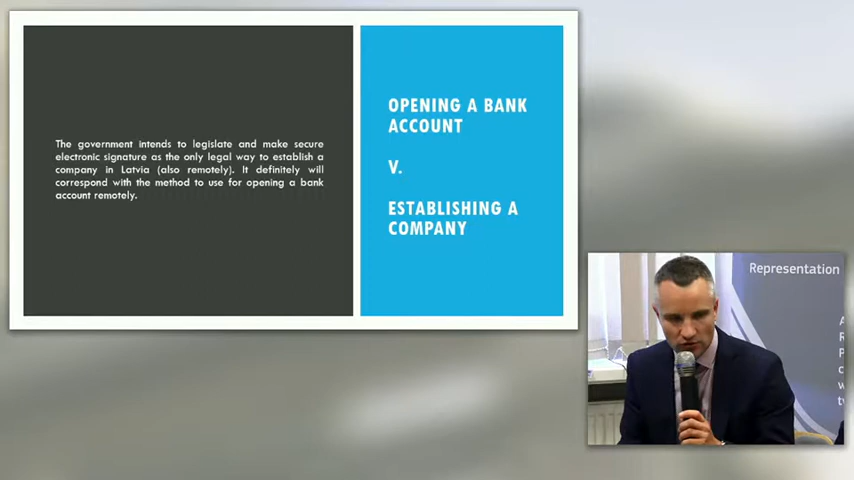 The government intends to legislate and make secure
electronic signature as the only legal way to establish a
company in Latvia (also remotely). It definitely will
correspond with the method to use for opening a bank
account remotely.
OPENING A BANK
ACCOUNT
V.
ESTABLISHING A
COMPANY
Representation